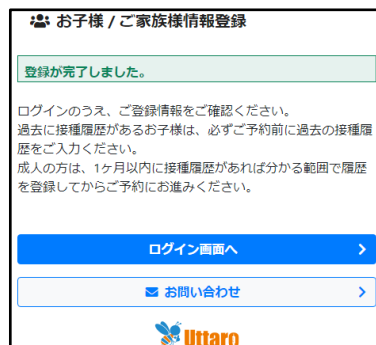 お子様 / ご家族様情報登録
登録が完了しました。
ログインのうえ、ご登録情報をご確認ください。
過去に接種履歴があるお子様は、必ずご予約前に過去の接種履
歴をご入力ください。
成人の方は、1ヶ月以内に接種履歴があれば分かる範囲で履歴
を登録してからご予約にお進みください。
ログイン画面へ
お問い合わせ
Uttaro